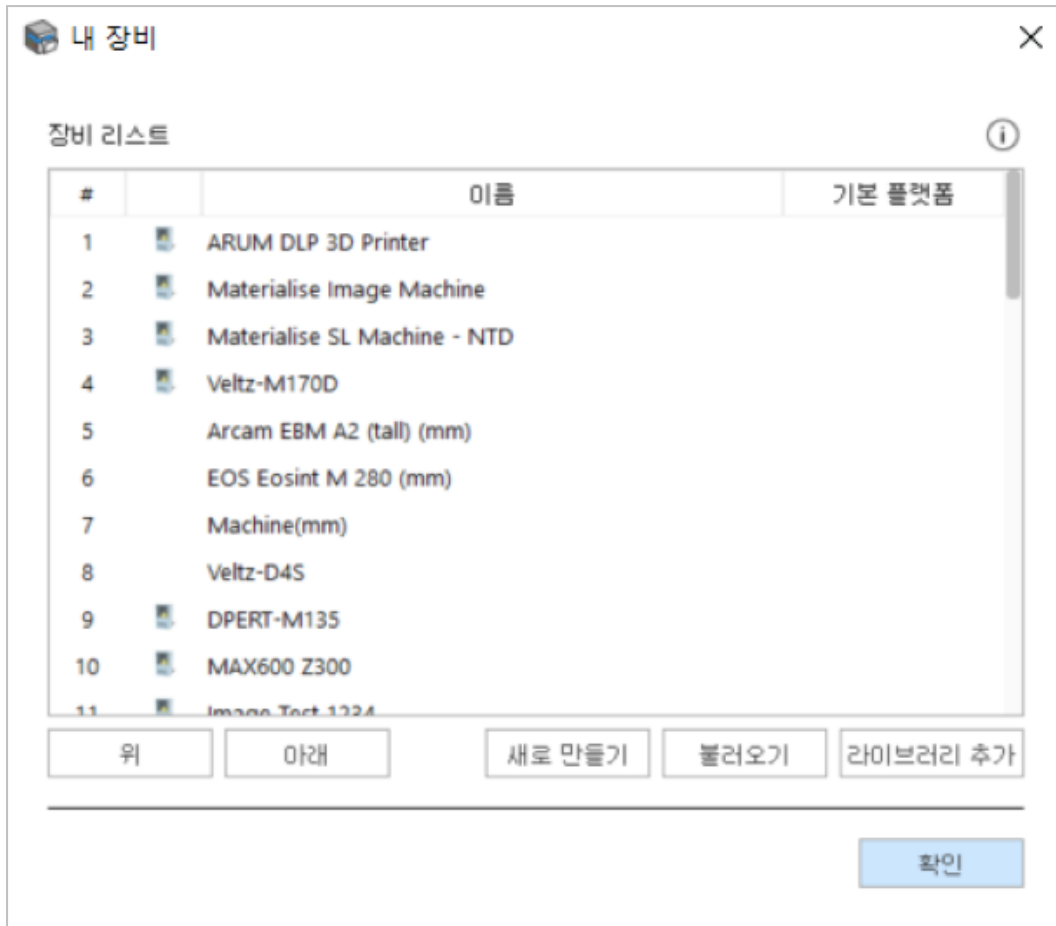 내 장비
장비 리스트
# 이름 기본 플랫폼
1 ARUM DLP 3D Printer
2 Materialise Image Machine
3 Materialise SL Machine - NTD
4 Veltz-M170D
5 Arcam EBM A2 (tall) (mm)
6 EOS Eosint M 280 (mm)
7 Machine(mm)
8 Veltz-D4S
9 DPERT-M135
10 MAX600 Z300
11 Image Test 1234
위 아래 새로 만들기 불러오기 라이브러리 추가
확인